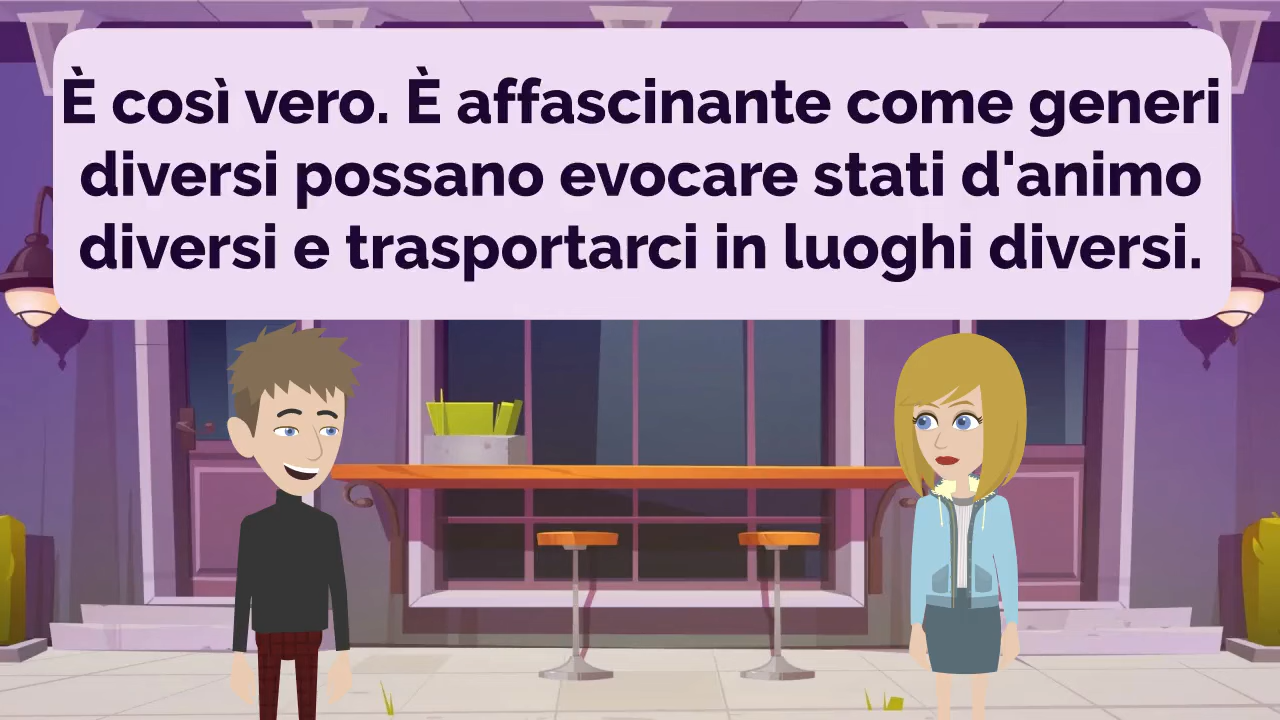 È così vero. È affascinante come generi
diversi possano evocare stati d'animo
diversi e trasportarci in luoghi diversi.